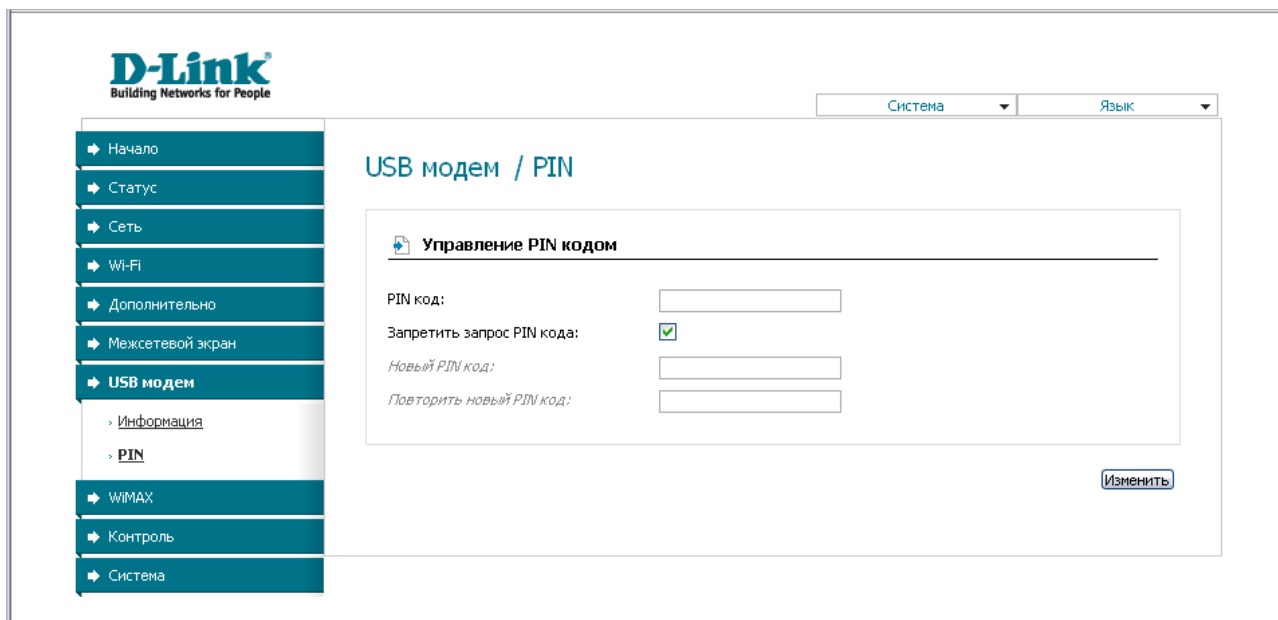 D-Link®
Building Networks for People
Система
Язык
Начало
Статус
Сеть
Wi-Fi
Дополнительно
Межсетевой экран
USB модем
Информация
PIN
WiMAX
Контроль
Система
USB модем / PIN
Управление PIN кодом
PIN код:
Запретить запрос PIN кода:
Новый PIN код:
Повторить новый PIN код:
Изменить